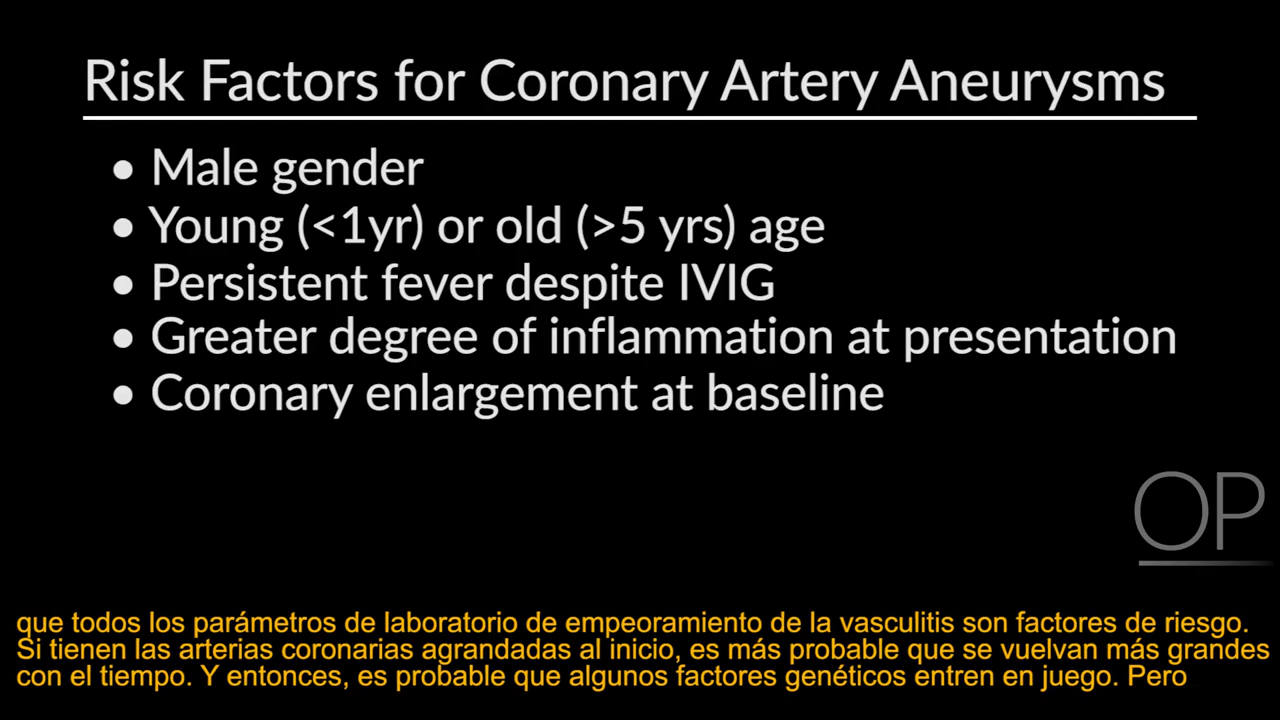 Risk Factors for Coronary Artery Aneurysms
• Male gender
• Young (<1yr) or old (>5 yrs) age
• Persistent fever despite IVIG
• Greater degree of inflammation at presentation
• Coronary enlargement at baseline
OP
que todos los parámetros de laboratorio de empeoramiento de la vasculitis son factores de riesgo.
Si tienen las arterias coronarias agrandadas al inicio, es más probable que se vuelvan más grandes
con el tiempo. Y entonces, es probable que algunos factores genéticos entren en juego. Pero